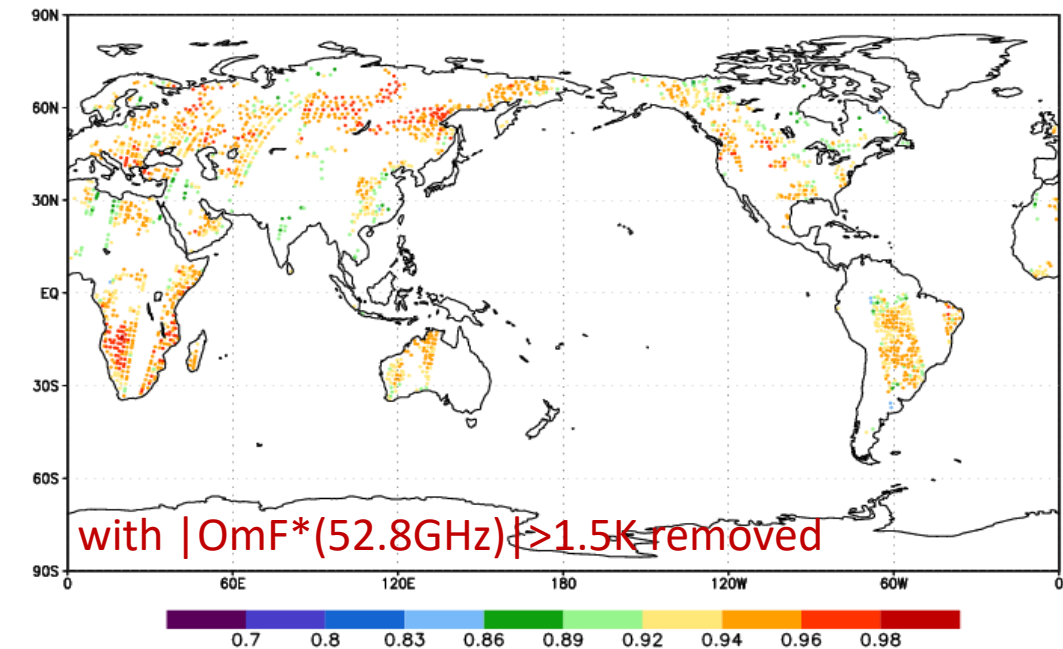 90N
60N
30N
EQ
30S
60S
with |OmF*(52.8GHz)|>1.5K removed
90S
0 60E 120E 180 120W 60W 0
0.7 0.8 0.83 0.86 0.89 0.92 0.94 0.96 0.98